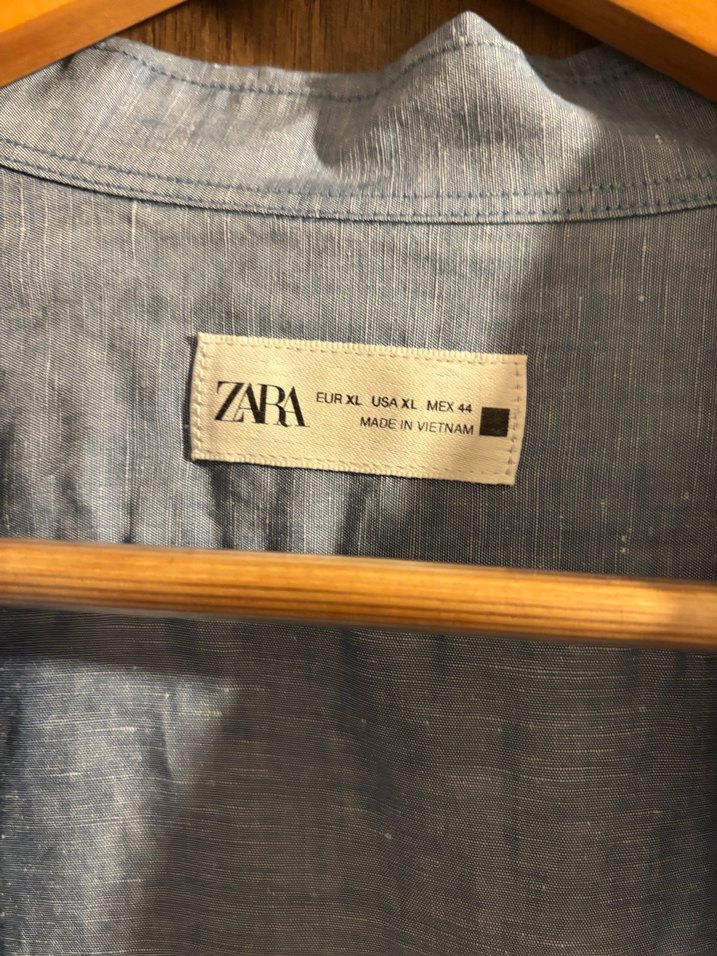 ZARA
EUR XL USA XL MEX 44
MADE IN VIETNAM